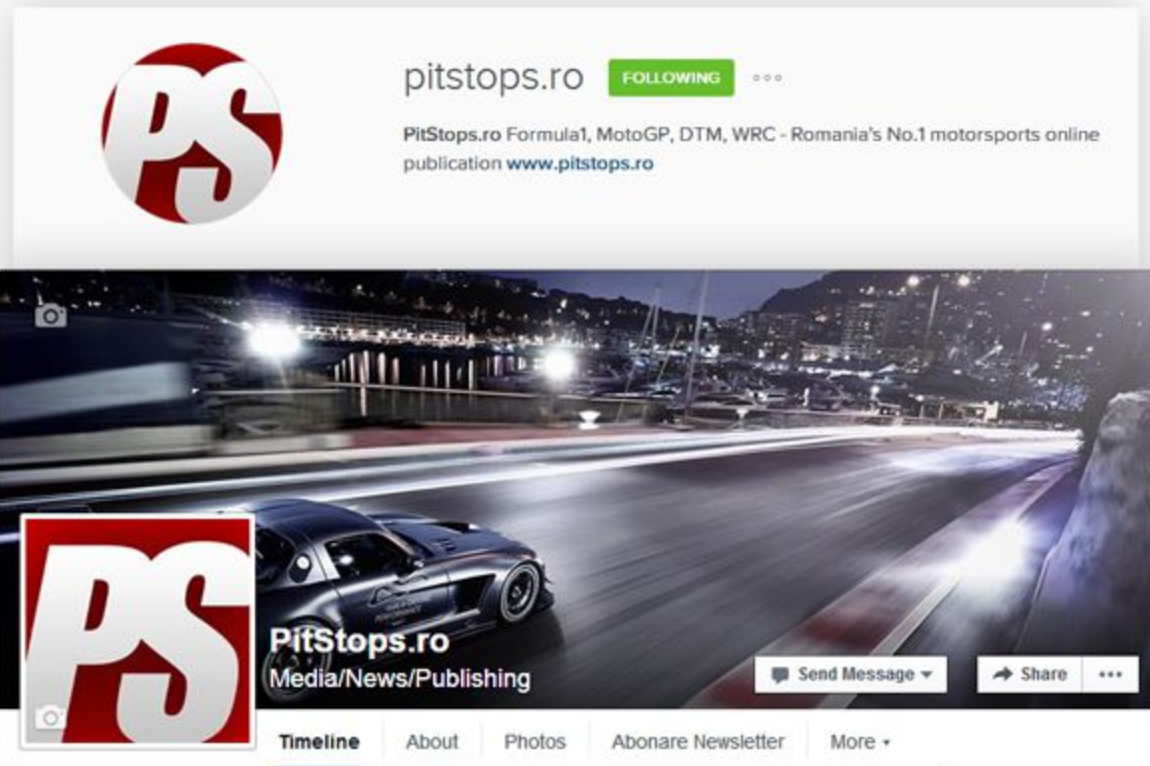 PS
pitstops.ro FOLLOWING
PitStops.ro Formula1, MotoGP, DTM, WRC - Romania's No.1 motorsports online
publication www.pitstops.ro
PS
PitStops.ro
Media/News/Publishing
Send Message
Share
Timeline About Photos Abonare Newsletter More